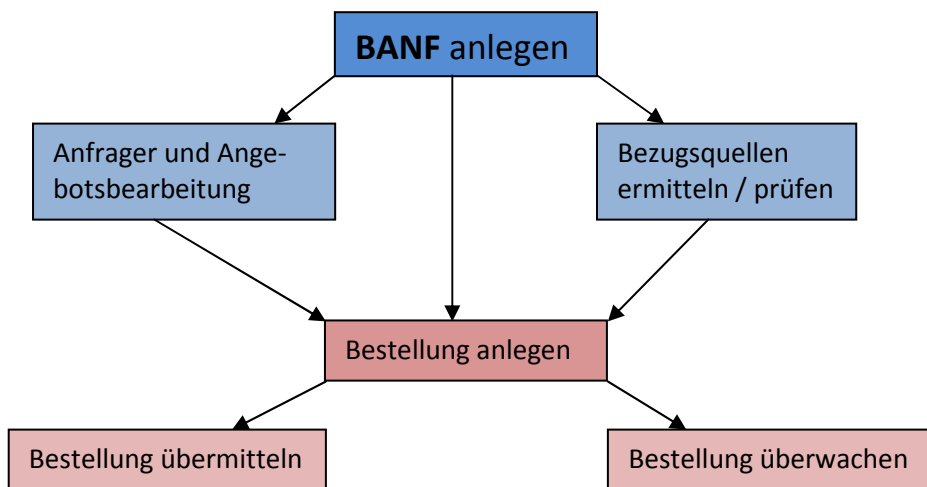 BANF anlegen
Anfrager und Ange-
botsbearbeitung
Bezugsquellen
ermitteln / prüfen
Bestellung anlegen
Bestellung übermitteln
Bestellung überwachen